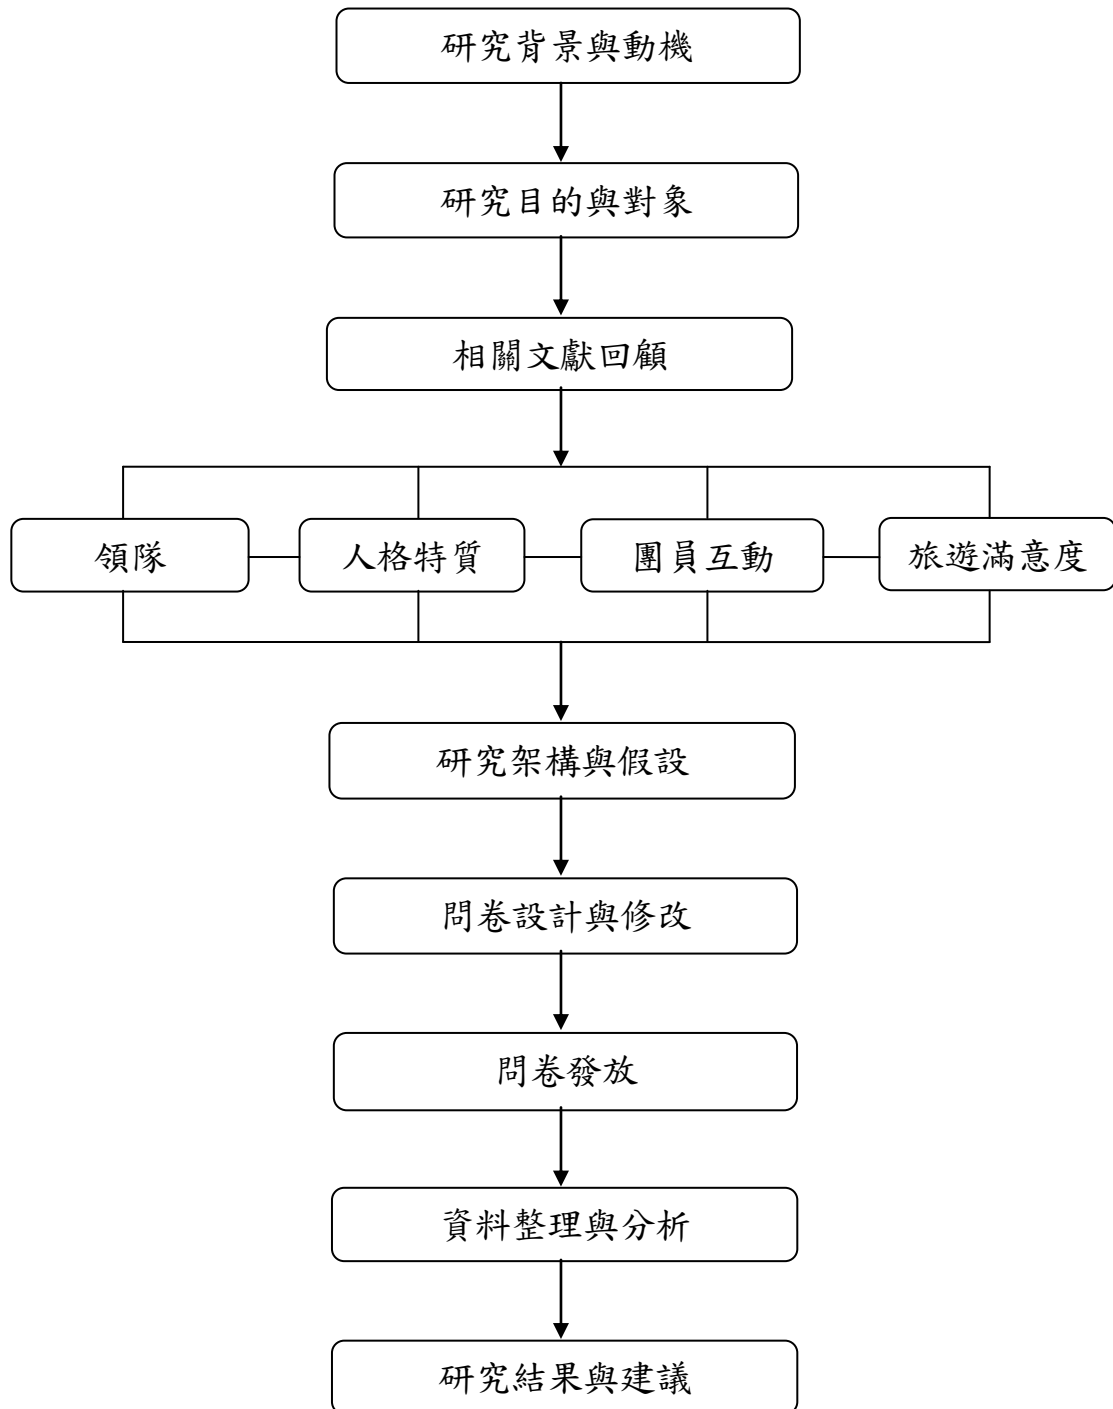 研究背景與動機
研究目的與對象
相關文獻回顧
領隊
人格特質
團員互動
旅遊滿意度
研究架構與假設
問卷設計與修改
問卷發放
資料整理與分析
研究結果與建議